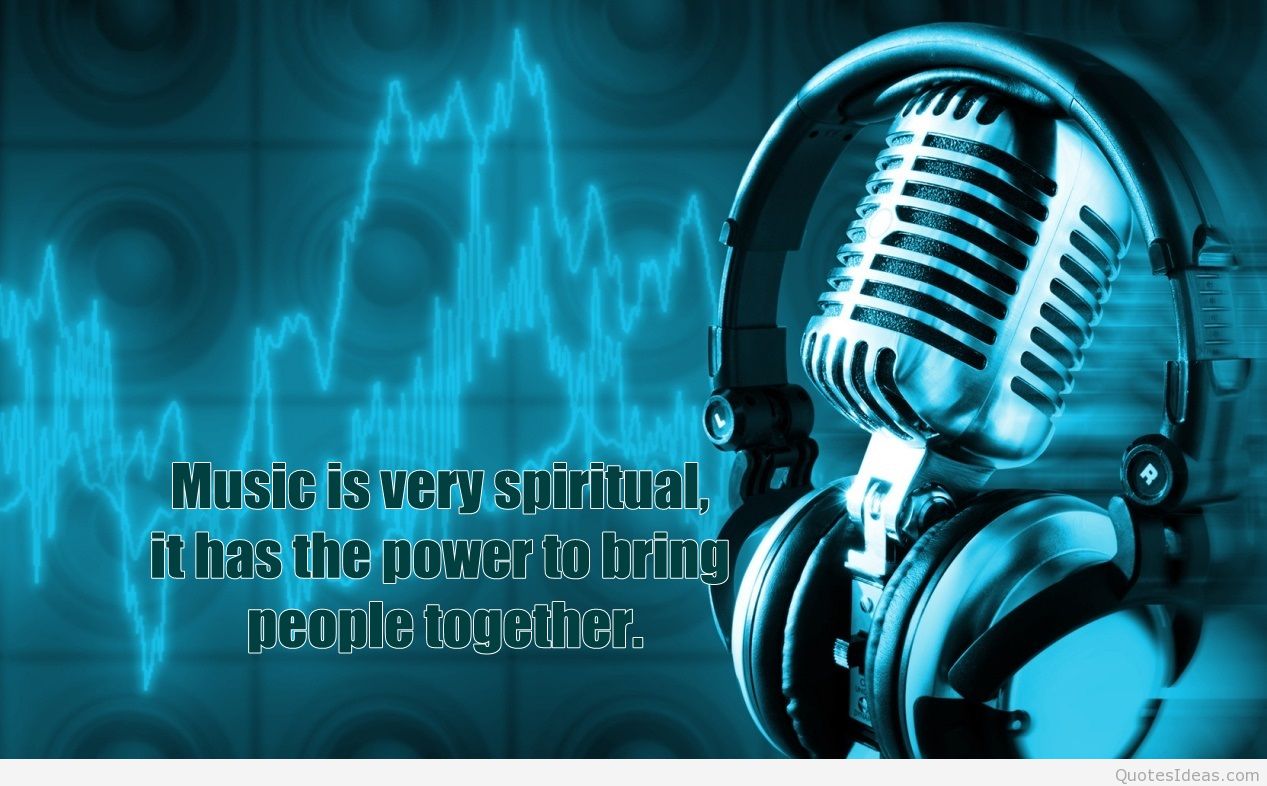 Music is very spiritual,
it has the power to bring
people together.
L
R
QuotesIdeas.com